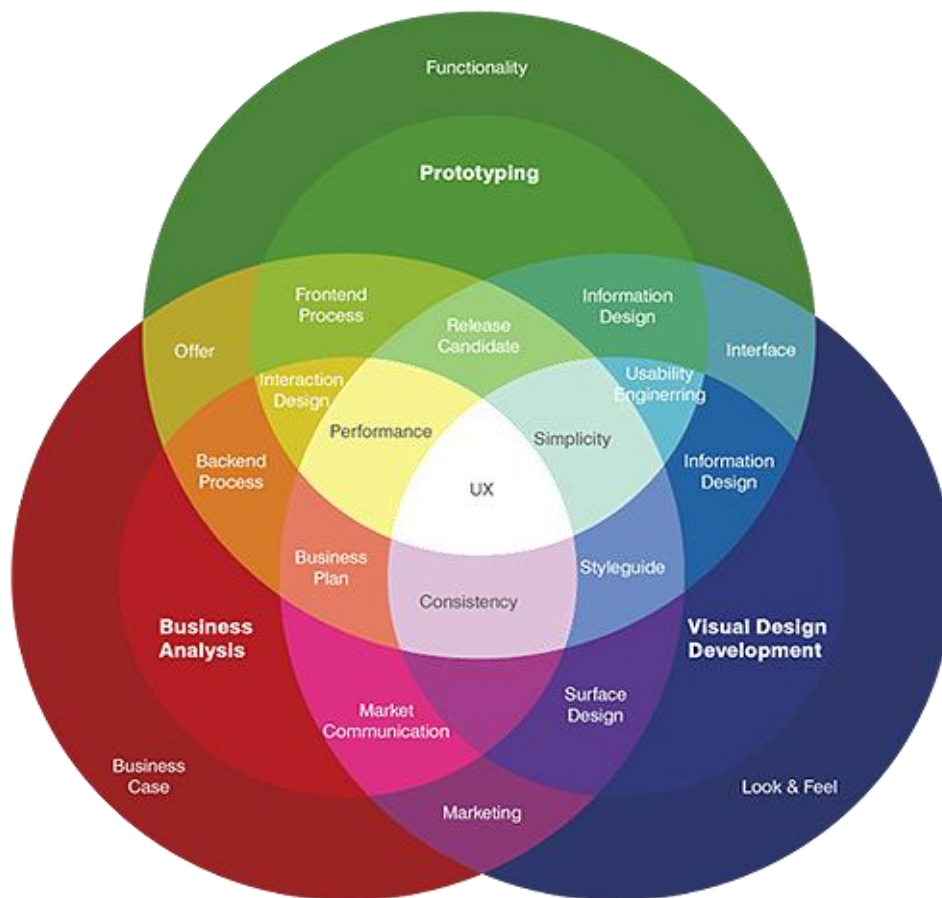 Functionality
Prototyping
Frontend
Process
Information
Design
Release
Candidate
Offer
Interface
Interaction
Design
Usability
Enginerring
Performance
Simplicity
Backend
Process
Information
Design
UX
Business
Plan
Styleguide
Consistency
Business
Analysis
Visual Design
Development
Market
Communication
Surface
Design
Business
Case
Look & Feel
Marketing